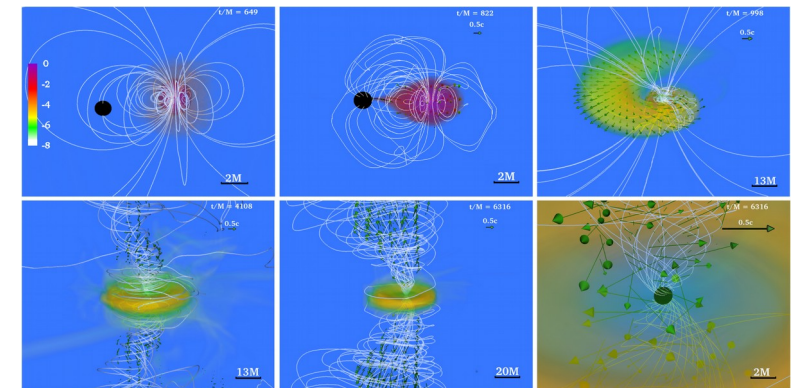 t/M = 649
0
-2
-4
-6
-8
2M
t/M = 822
0.5c
2M
t/M = 998
0.5c
13M
t/M = 4108
0.5c
13M
t/M = 6316
0.5c
20M
t/M = 6316
0.5c
2M